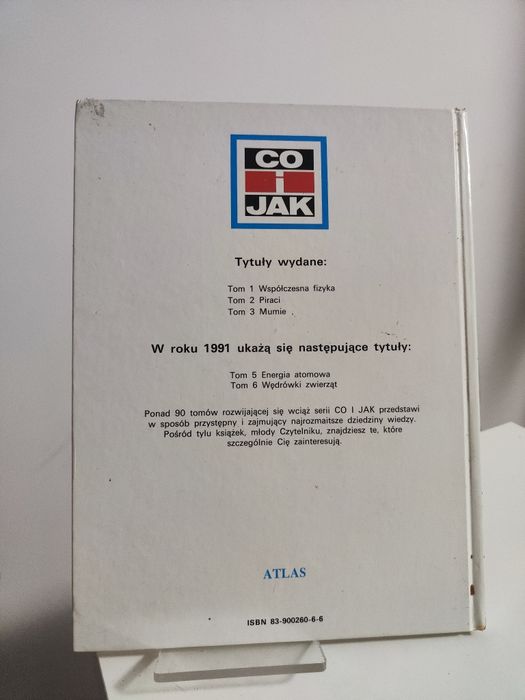 CO
i
JAK
Tytuły wydane:
Tom 1 Współczesna fizyka
Tom 2 Piraci
Tom 3 Mumie
W roku 1991 ukażą się następujące tytuły:
Tom 5 Energia atomowa
Tom 6 Wędrówki zwierząt
Ponad 90 tomów rozwijającej się wciąż serii CO I JAK przedstawi
w sposób przystępny i zajmujący najrozmaitsze dziedziny wiedzy.
Pośród tylu książek, młody Czytelniku, znajdziesz te, które
szczególnie Cię zainteresują.
ATLAS
ISBN 83-900260-6-6